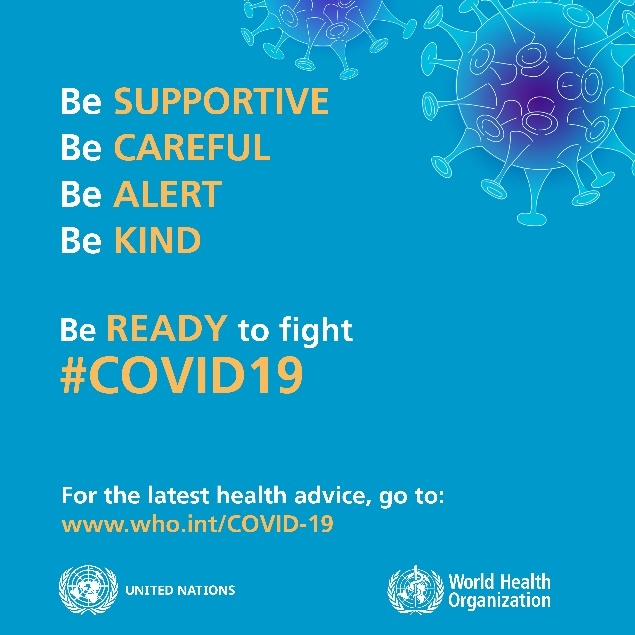 Be SUPPORTIVE
Be CAREFUL
Be ALERT
Be KIND
Be READY to fight
#COVID19
For the latest health advice, go to:
www.who.int/COVID-19
UNITED NATIONS
World Health
Organization